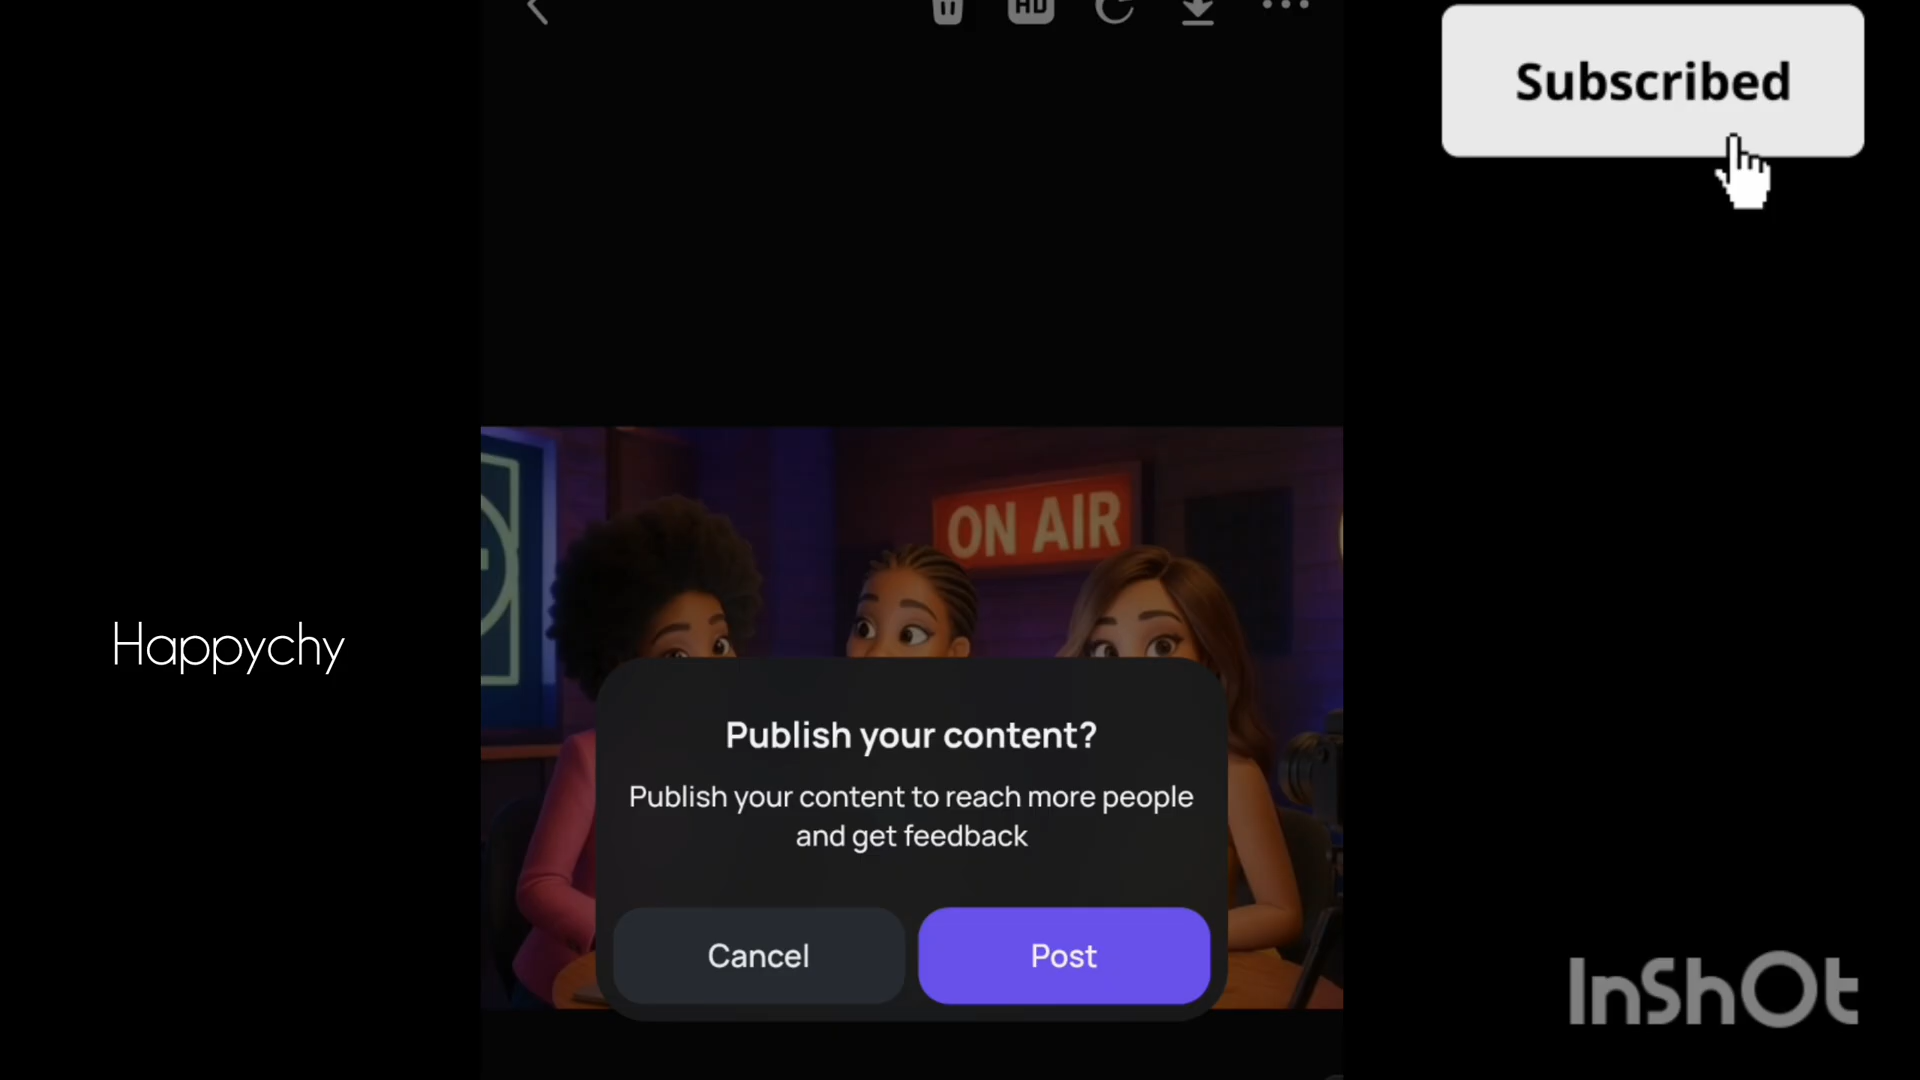 HD
Subscribed
ON AIR
Happychy
Publish your content?
Publish your content to reach more people
and get feedback
Cancel
Post
InShOt